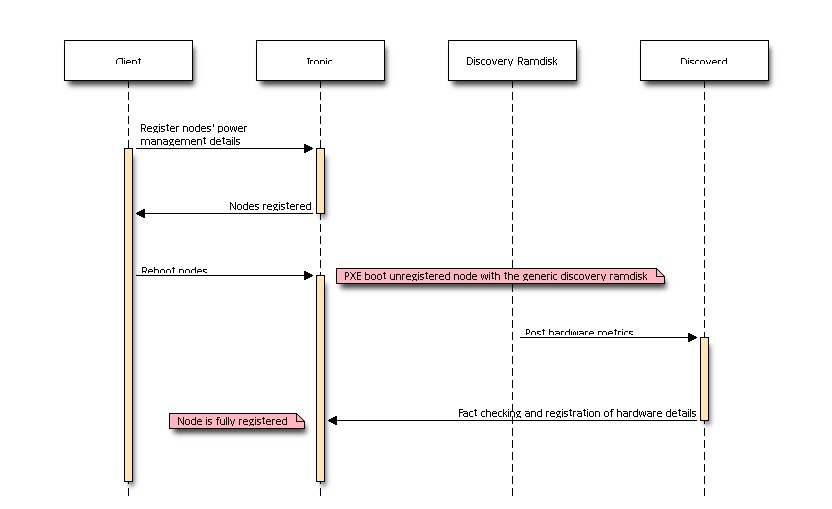 Client
Ironic
Discovery Ramdisk
Discoverd
Register nodes' power
management details
Nodes registered
Reboot nodes
PXE boot unregistered node with the generic discovery ramdisk
Post hardware metrics
Fact checking and registration of hardware details
Node is fully registered